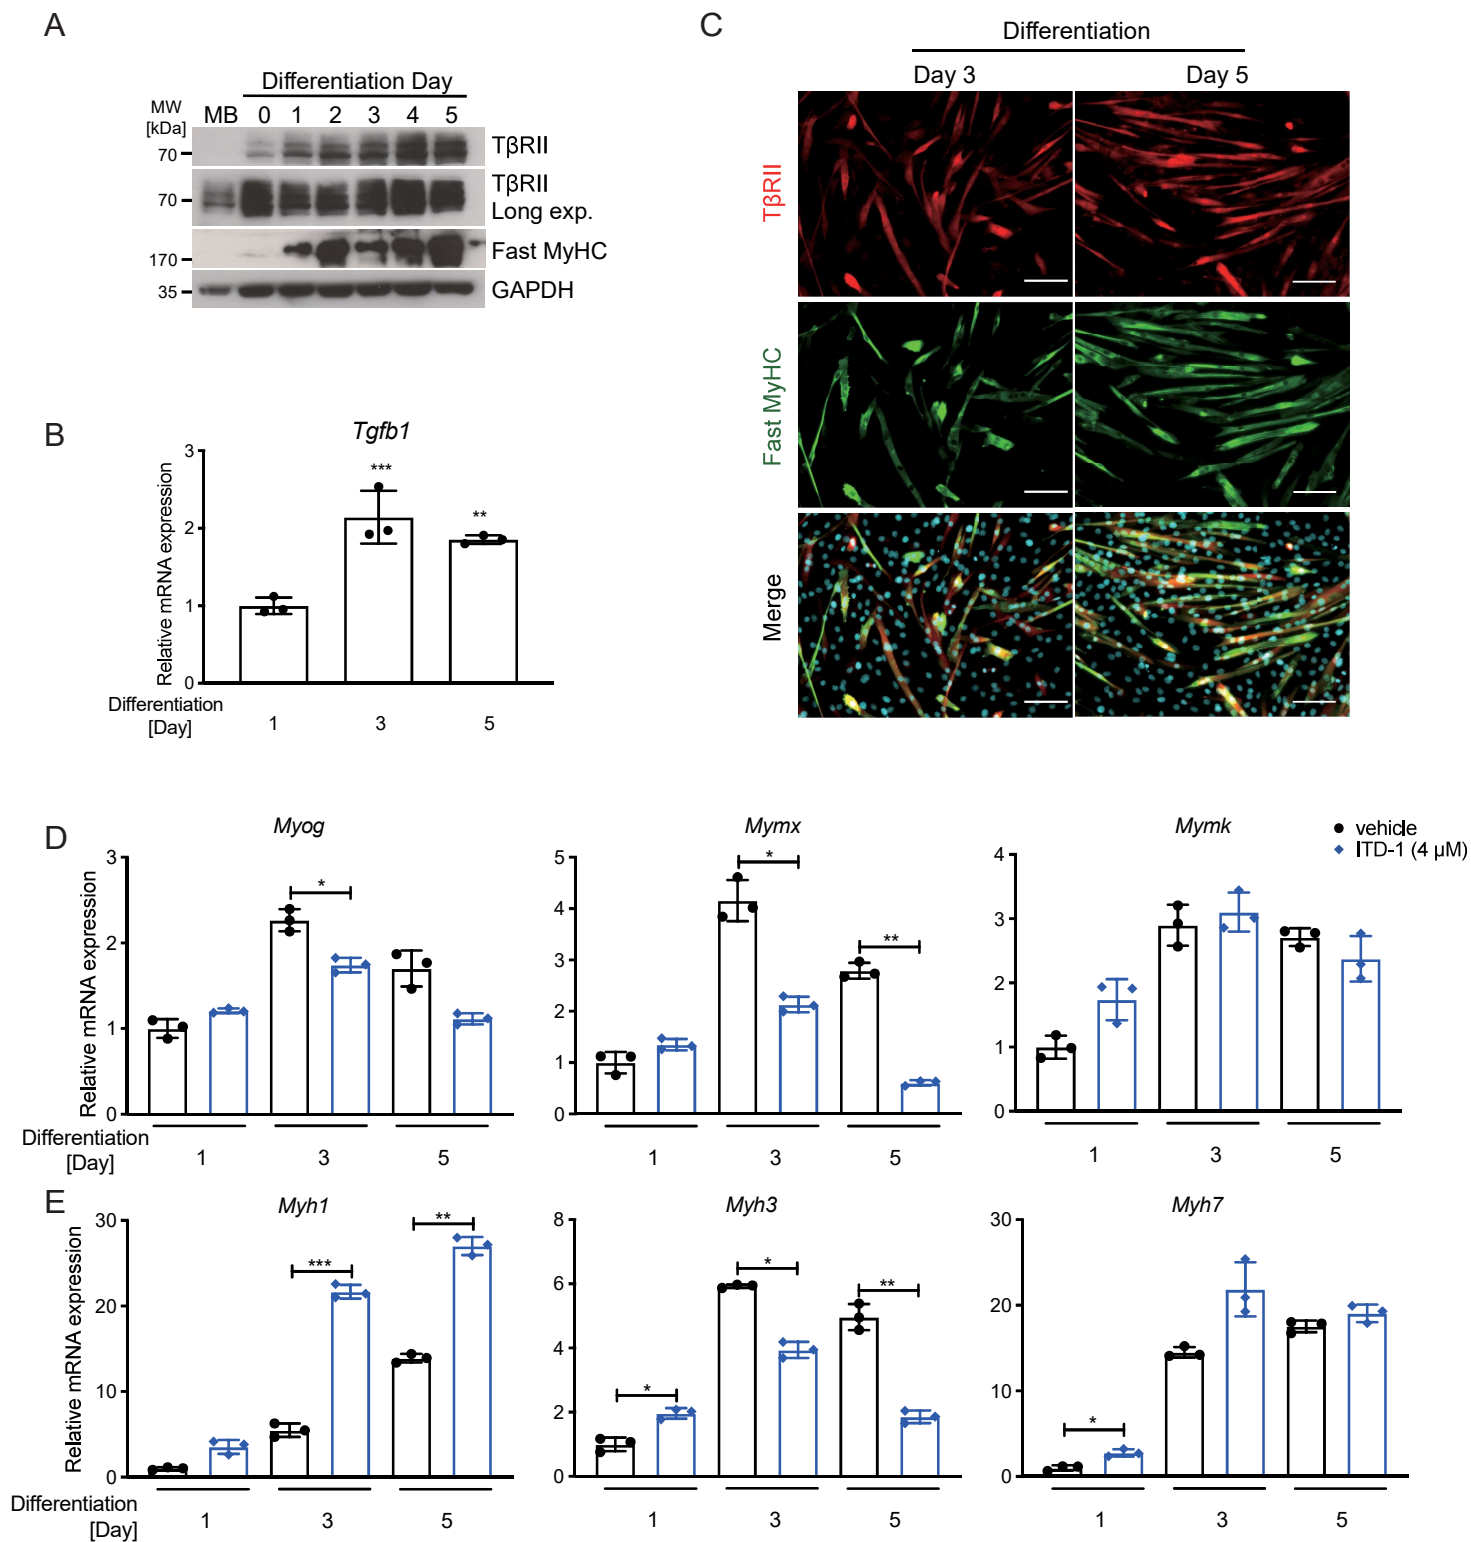 A
Differentiation Day
MW
[kDa]
MB 0 1 2 3 4 5
70
TβRII
70
TβRII
Long exp.
170
Fast MyHC
35
GAPDH
B
Tgfb1
Relative mRNA expression
3
2
1
0
***
**
Differentiation
[Day]
1 3 5
C
Differentiation
Day 3 Day 5
TβRII
Fast MyHC
Merge
D
Myog
Relative mRNA expression
3
2
1
0
*
Differentiation
[Day]
1 3 5
Mymx
5
4
3
2
1
0
*
**
1 3 5
Mymk
4
3
2
1
0
1 3 5
vehicle
ITD-1 (4 µM)
E
Myh1
Relative mRNA expression
30
20
10
0
***
**
Differentiation
[Day]
1 3 5
Myh3
8
6
4
2
0
*
*
**
1 3 5
Myh7
30
20
10
0
*
1 3 5